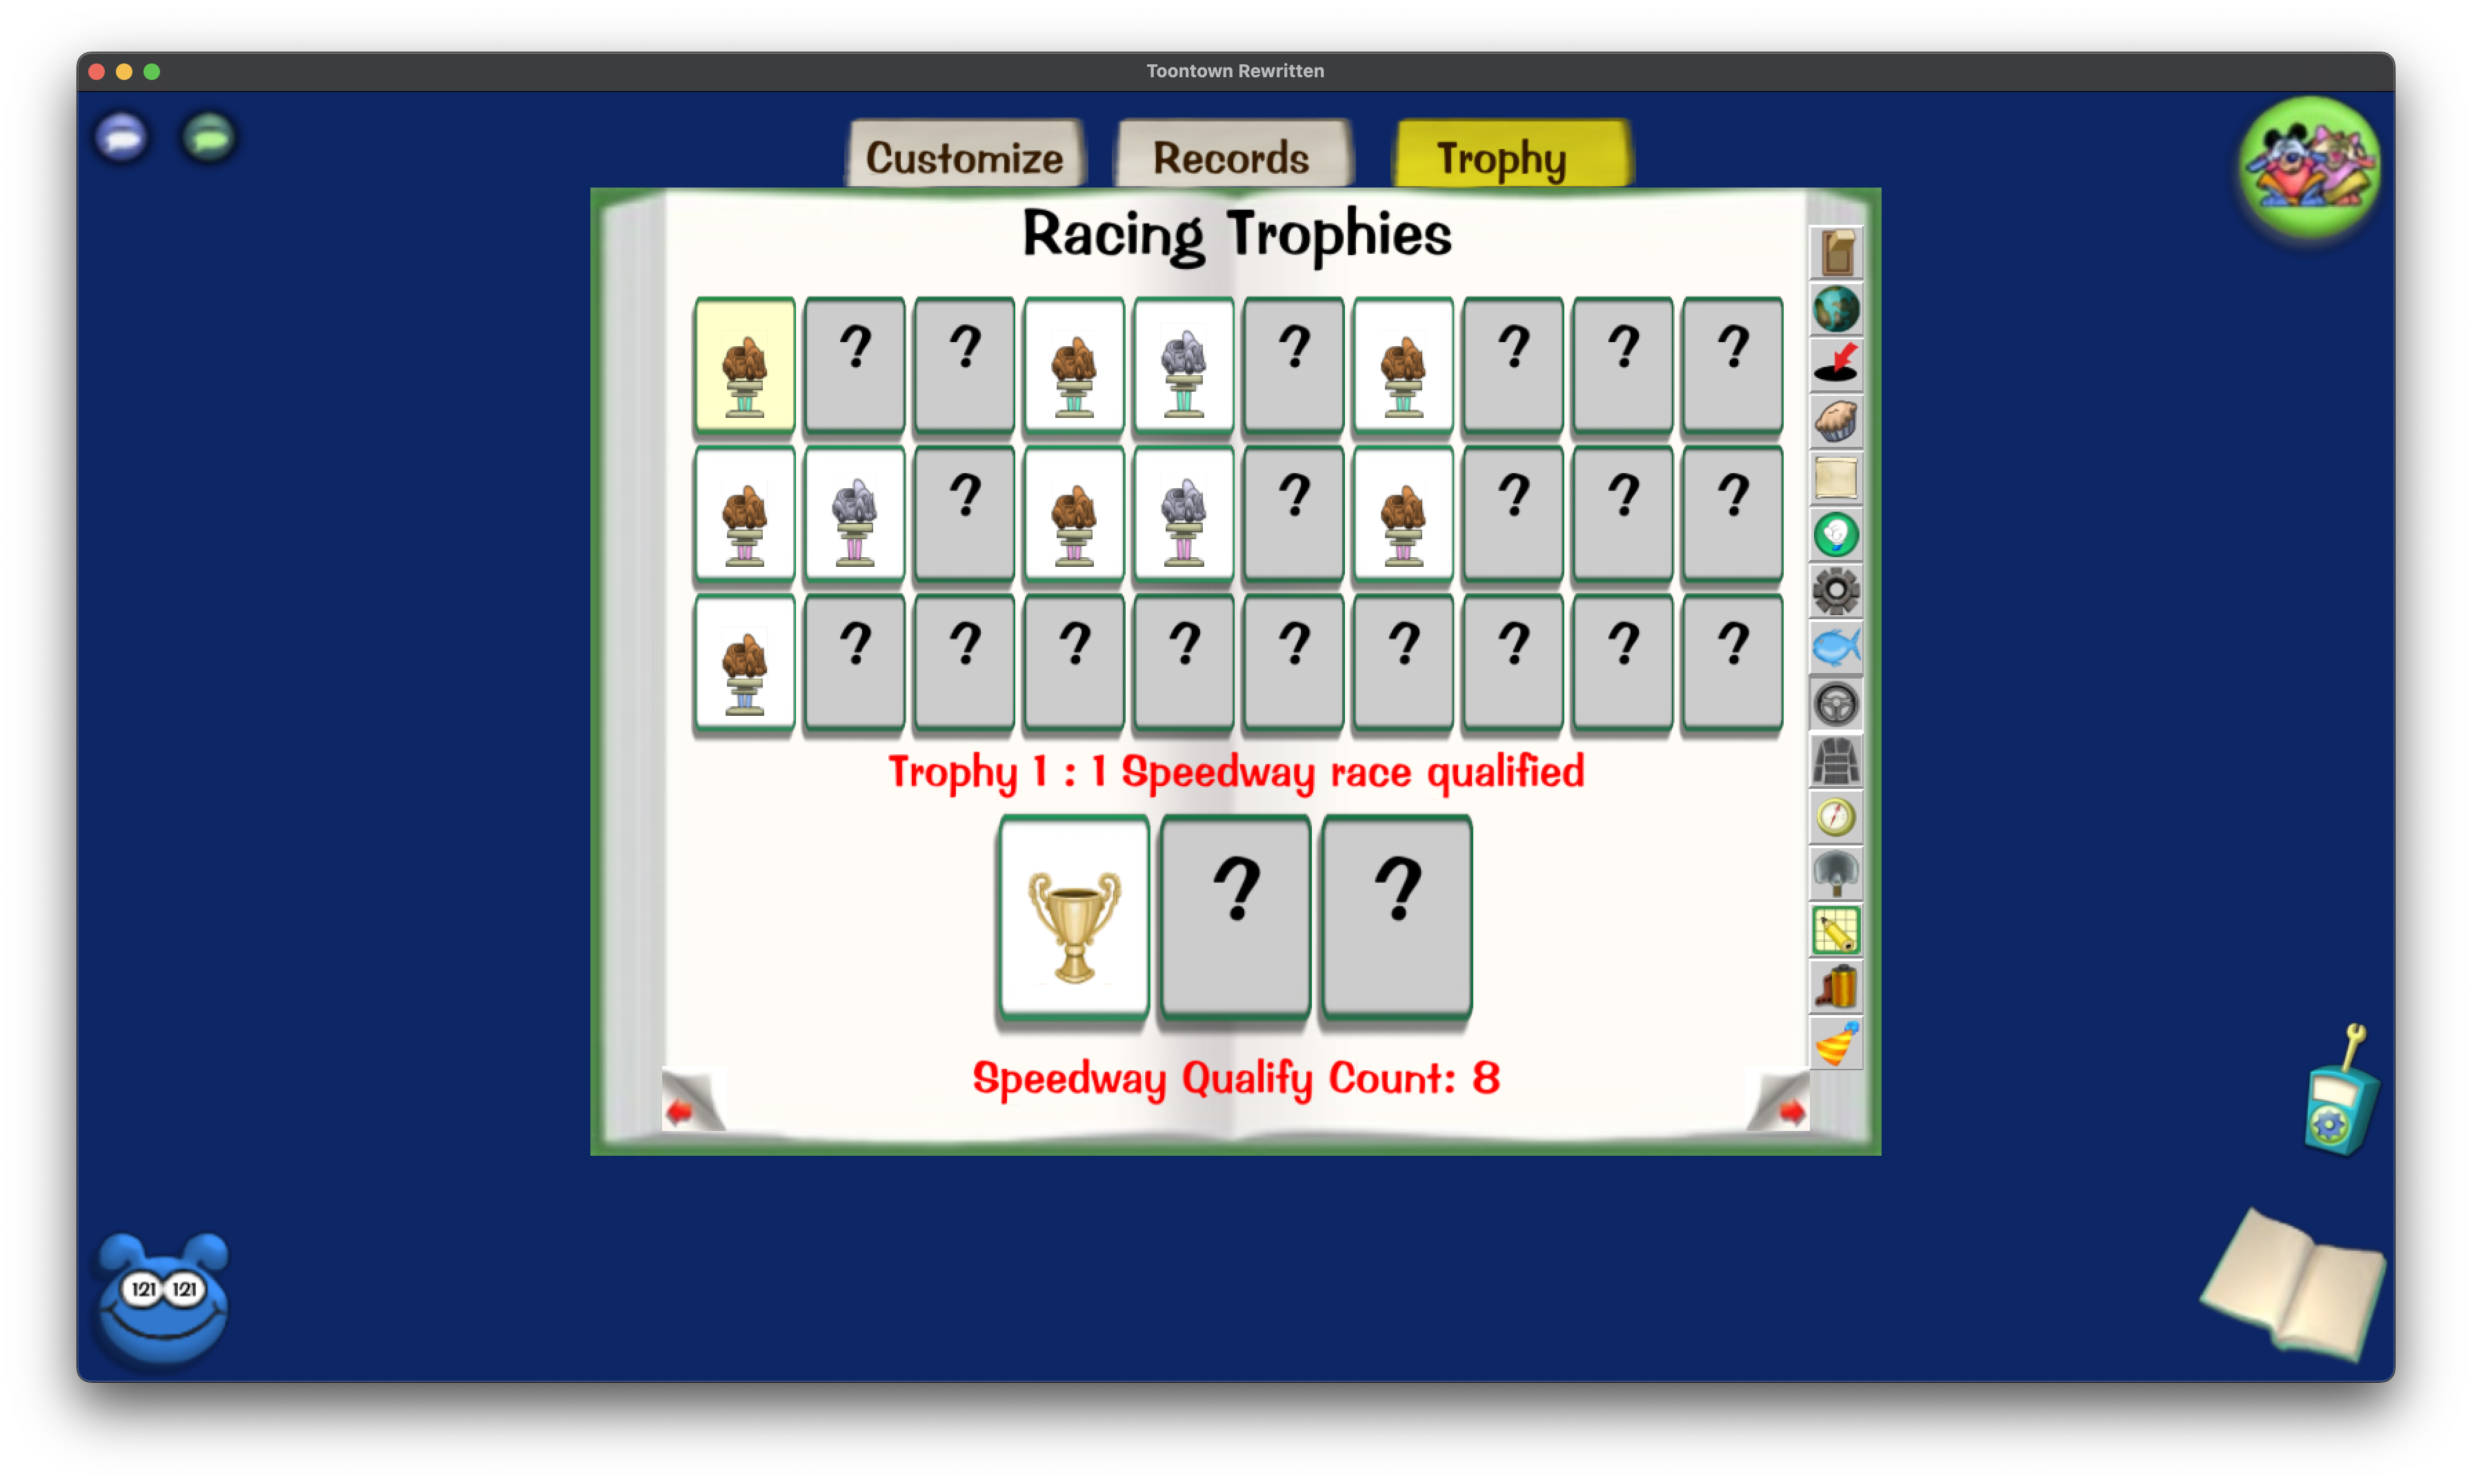 Toontown Rewritten
Customize
Records
Trophy
Racing Trophies
? ? ? ? ? ?
? ? ? ? ?
? ? ? ? ? ? ? ? ?
Trophy 1 : 1 Speedway race qualified
? ?
Speedway Qualify Count: 8
121 121